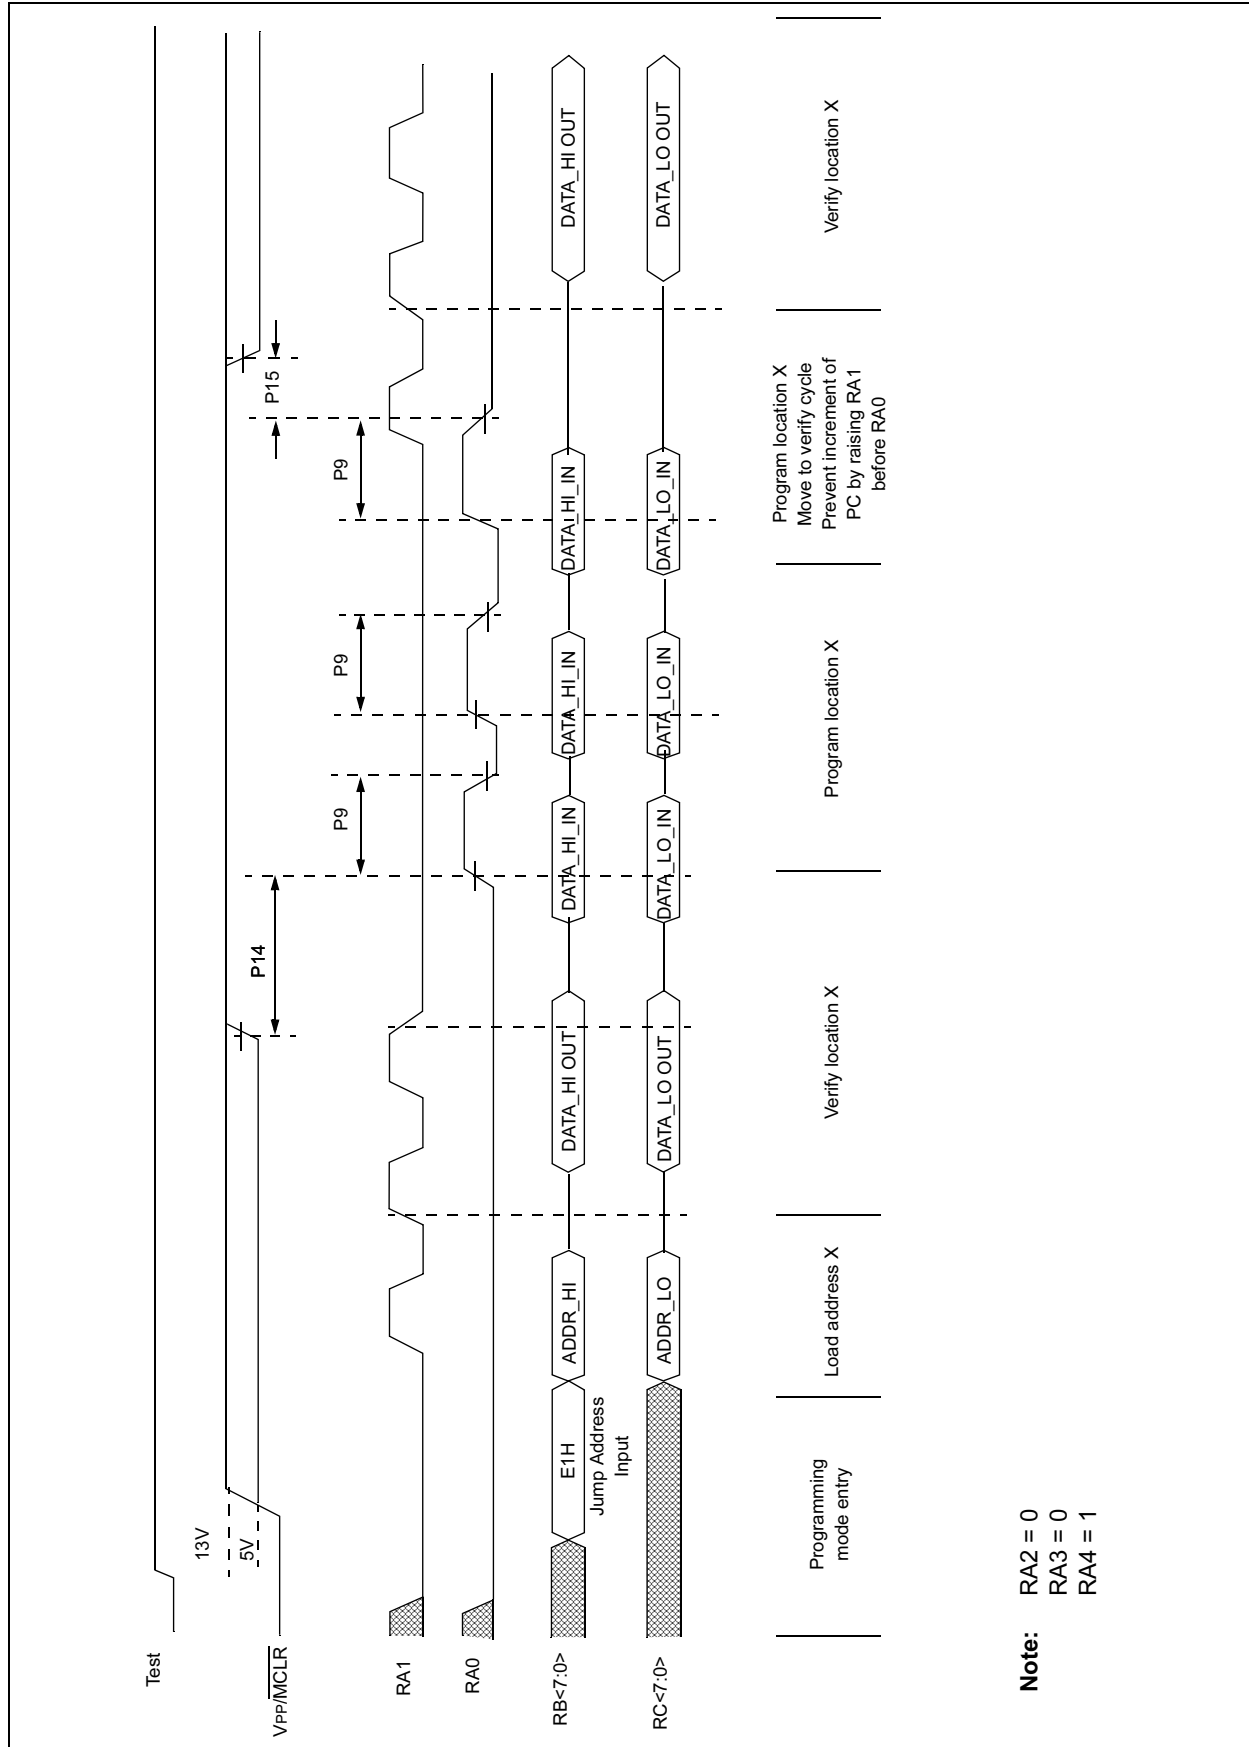 Test
13V
5V
VPP/MCLR
P14
P15
P9
P9
P9
RA1
RA0
RB<7:0>
E1H
ADDR_HI
DATA_HI OUT
DATA_HI_IN
DATA_HI_IN
DATA_HI_IN
DATA_HI OUT
Jump Address
Input
RC<7:0>
ADDR_LO
DATA_LO OUT
DATA_LO_IN
DATA_LO_IN
DATA_LO_IN
DATA_LO OUT
Programming
mode entry
Load address X
Verify location X
Program location X
Program location X
Move to verify cycle
Prevent increment of
PC by raising RA1
before RA0
Verify location X
Note: RA2 = 0
RA3 = 0
RA4 = 1